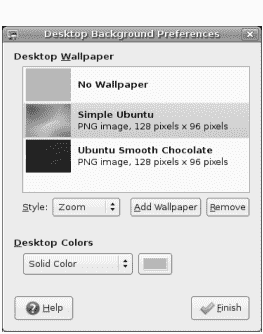 Desktop Background Preferences
Desktop Wallpaper
No Wallpaper
Simple Ubuntu
PNG image, 128 pixels x 96 pixels
Ubuntu Smooth Chocolate
PNG image, 128 pixels x 96 pixels
Style: Zoom Add Wallpaper Remove
Desktop Colors
Solid Color
Help Finish